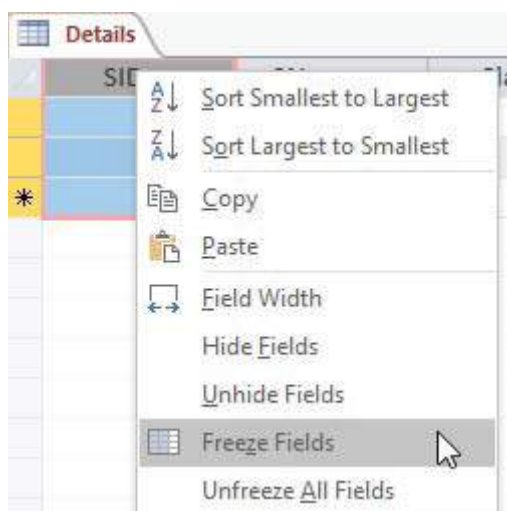 Details
SID
Sort Smallest to Largest
Sort Largest to Smallest
Copy
Paste
Field Width
Hide Fields
Unhide Fields
Freeze Fields
Unfreeze All Fields